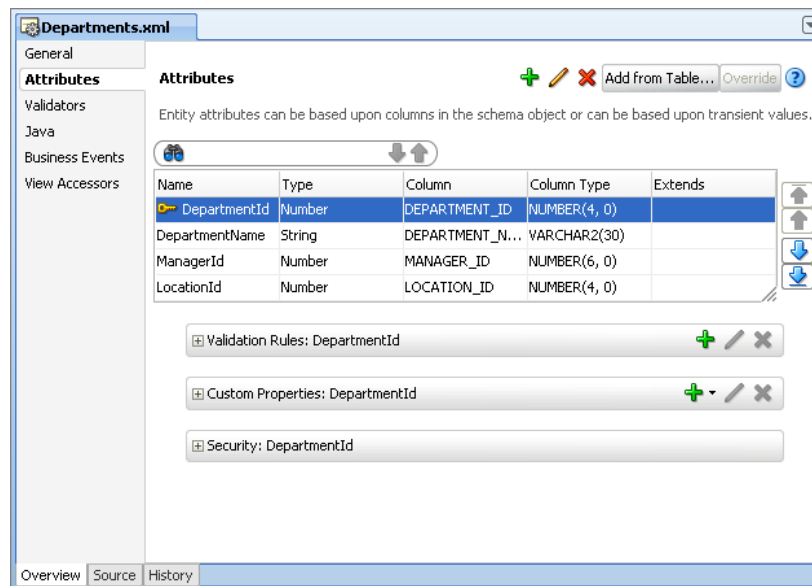 Departments.xml
General
Attributes
Validators
Java
Business Events
View Accessors
Attributes
Add from Table... Override
Entity attributes can be based upon columns in the schema object or can be based upon transient values.
Name Type Column Column Type Extends
DepartmentId Number DEPARTMENT_ID NUMBER(4, 0)
DepartmentName String DEPARTMENT_N... VARCHAR2(30)
ManagerId Number MANAGER_ID NUMBER(6, 0)
LocationId Number LOCATION_ID NUMBER(4, 0)
Validation Rules: DepartmentId
Custom Properties: DepartmentId
Security: DepartmentId
Overview Source History